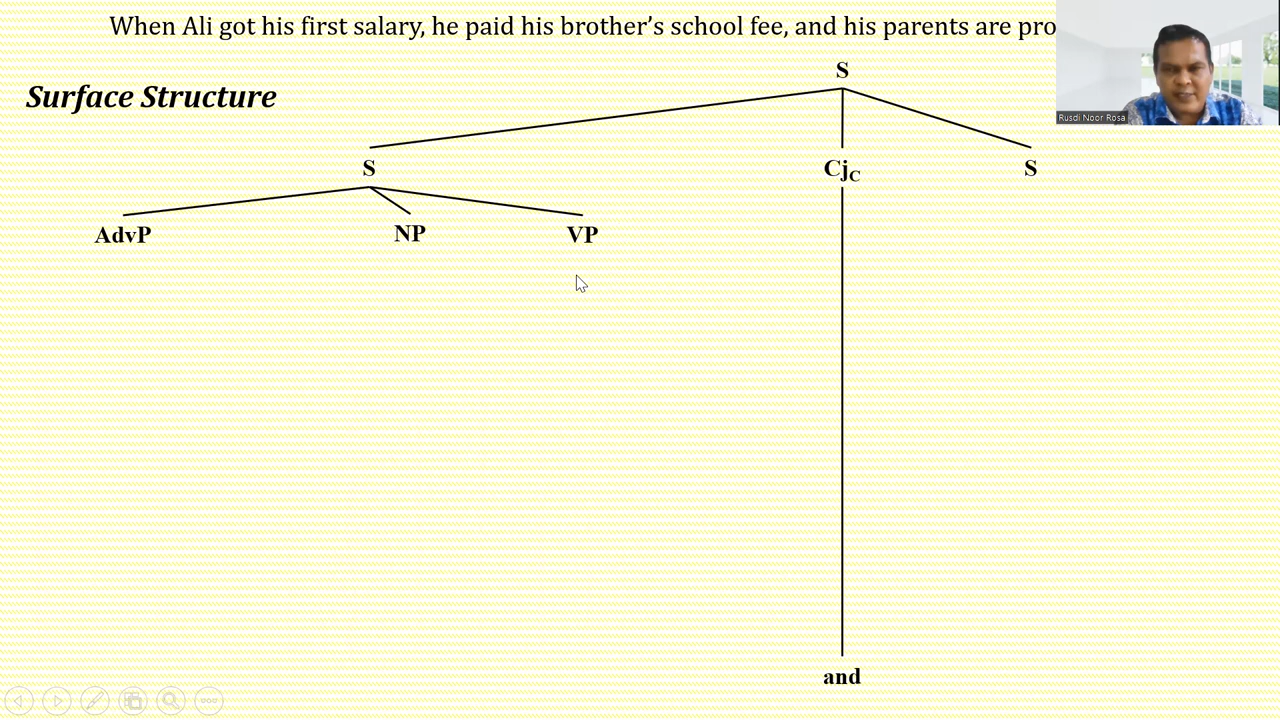 When Ali got his first salary, he paid his brother’s school fee, and his parents are
Surface Structure
S
Rusdi Noor Rosa
S CjC S
AdvP NP VP
and